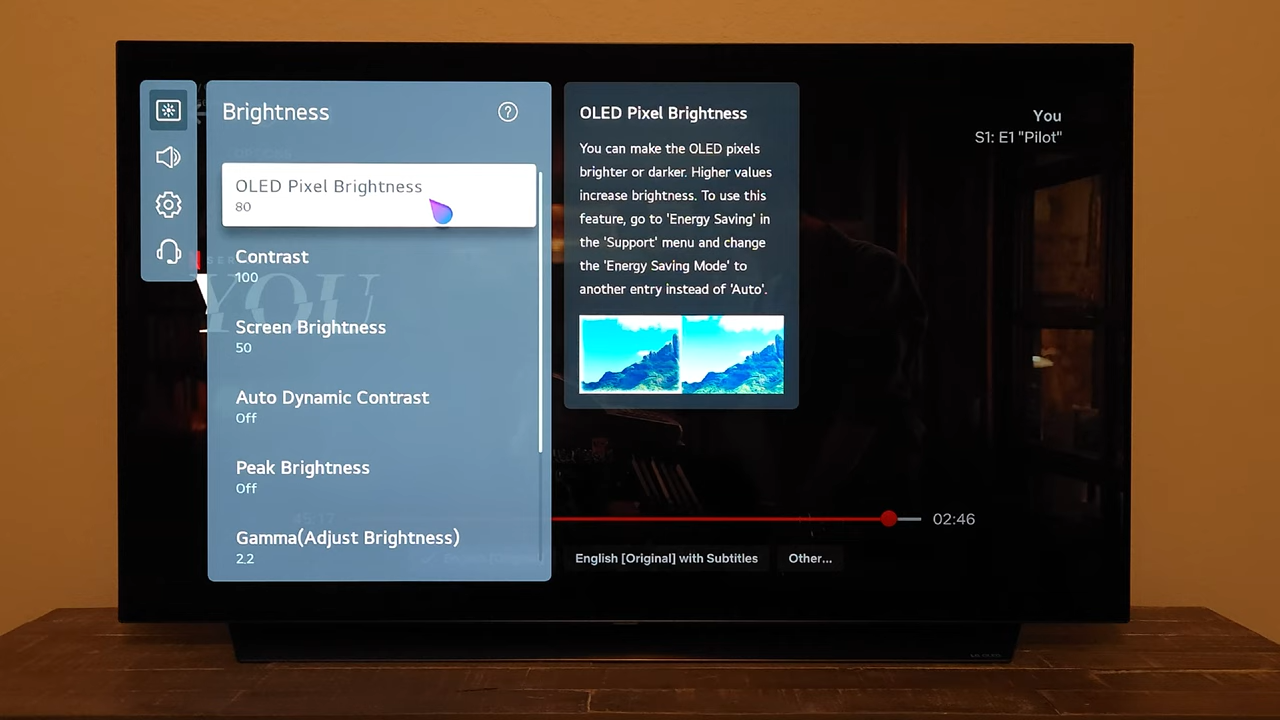 Brightness
?
OLED Pixel Brightness
80
Contrast
100
Screen Brightness
50
Auto Dynamic Contrast
Off
Peak Brightness
Off
Gamma(Adjust Brightness)
2.2
OLED Pixel Brightness
You can make the OLED pixels
brighter or darker. Higher values
increase brightness. To use this
feature, go to 'Energy Saving' in
the 'Support' menu and change
the 'Energy Saving Mode' to
another entry instead of 'Auto'.
You
S1: E1 "Pilot"
YOU
02:46
English [Original] with Subtitles
Other...
LG OLED